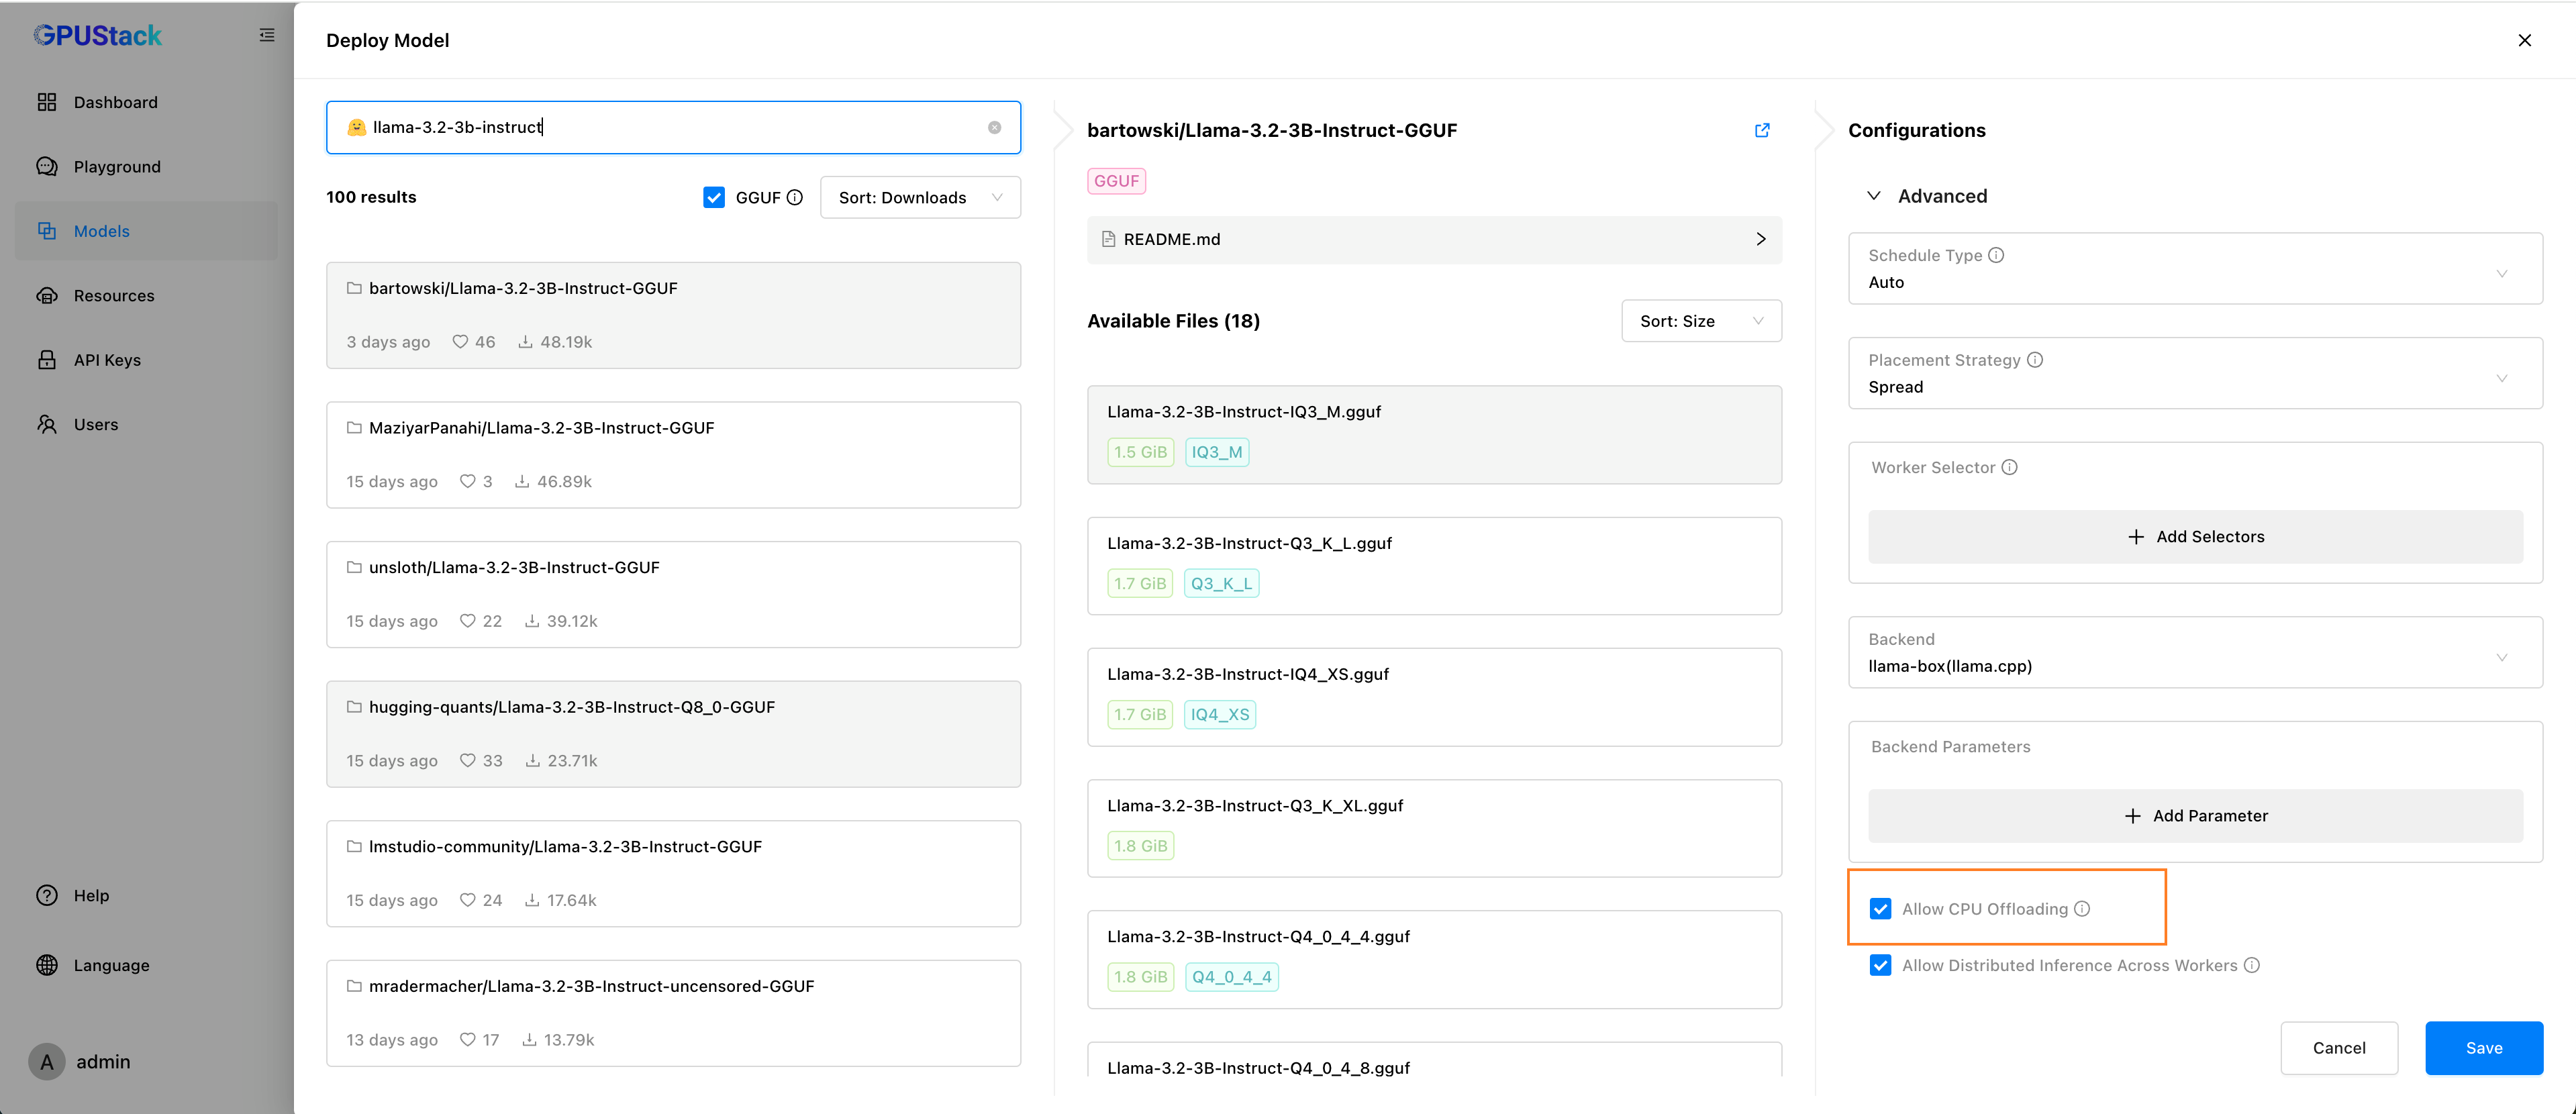 GPUStack
Dashboard
Playground
Models
Resources
API Keys
Users
Help
Language
A
admin
Deploy Model
llama-3.2-3b-instruct
100 results
GGUF
Sort: Downloads
bartowski/Llama-3.2-3B-Instruct-GGUF
3 days ago 46 48.19k
MaziyarPanahi/Llama-3.2-3B-Instruct-GGUF
15 days ago 3 46.89k
unsloth/Llama-3.2-3B-Instruct-GGUF
15 days ago 22 39.12k
hugging-quants/Llama-3.2-3B-Instruct-Q8_0-GGUF
15 days ago 33 23.71k
lmstudio-community/Llama-3.2-3B-Instruct-GGUF
15 days ago 24 17.64k
mradermacher/Llama-3.2-3B-Instruct-uncensored-GGUF
13 days ago 17 13.79k
bartowski/Llama-3.2-3B-Instruct-GGUF
GGUF
README.md
Available Files (18)
Sort: Size
Llama-3.2-3B-Instruct-IQ3_M.gguf
1.5 GiB IQ3_M
Llama-3.2-3B-Instruct-Q3_K_L.gguf
1.7 GiB Q3_K_L
Llama-3.2-3B-Instruct-IQ4_XS.gguf
1.7 GiB IQ4_XS
Llama-3.2-3B-Instruct-Q3_K_XL.gguf
1.8 GiB
Llama-3.2-3B-Instruct-Q4_0_4_4.gguf
1.8 GiB Q4_0_4_4
Llama-3.2-3B-Instruct-Q4_0_4_8.gguf
Configurations
Advanced
Schedule Type
Auto
Placement Strategy
Spread
Worker Selector
Add Selectors
Backend
llama-box(llama.cpp)
Backend Parameters
Add Parameter
Allow CPU Offloading
Allow Distributed Inference Across Workers
Cancel
Save